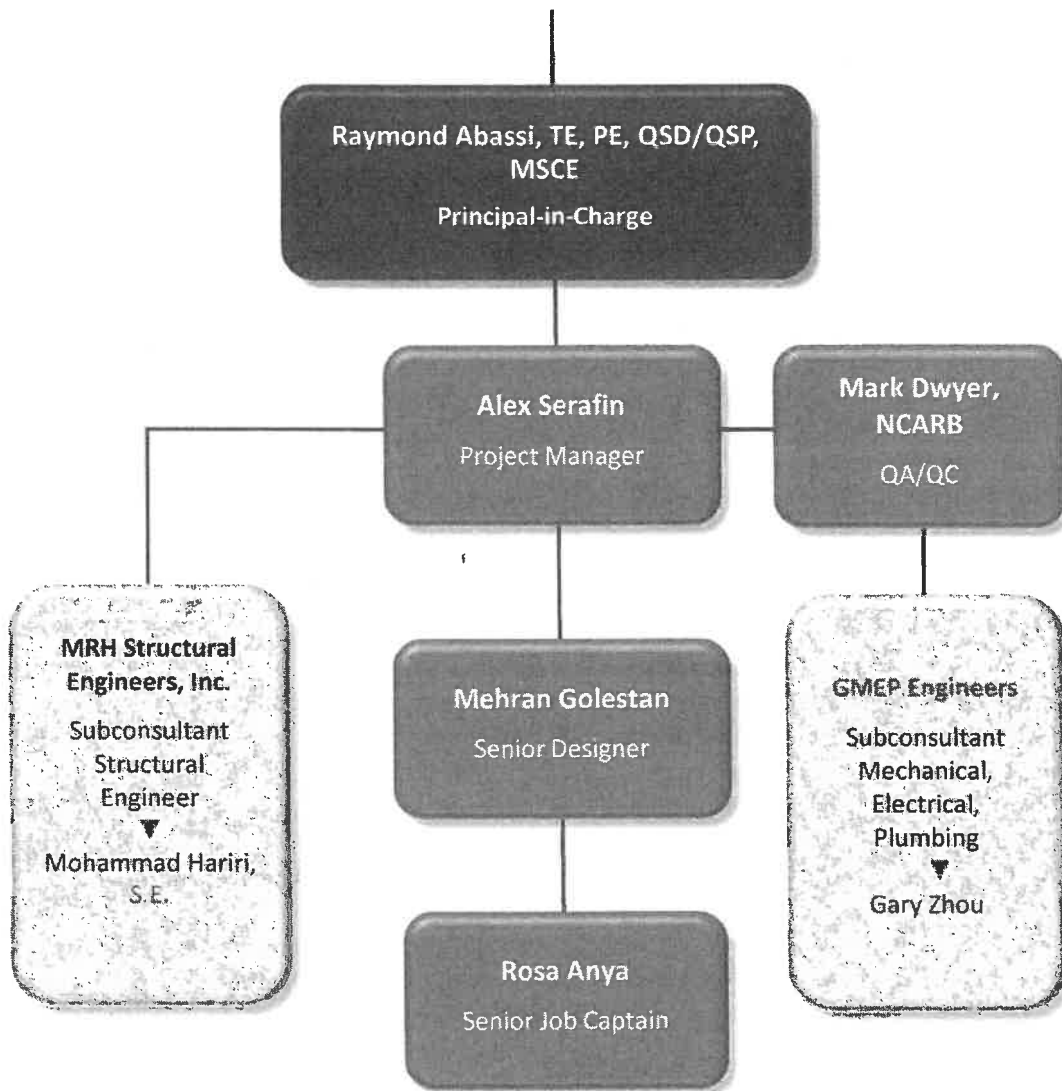 Raymond Abassi, TE, PE, QSD/QSP,
MSCE
Principal-in-Charge
Alex Serafin
Project Manager
Mark Dwyer,
NCARB
QA/QC
MRH Structural
Engineers, Inc.
Subconsultant
Structural
Engineer
Mohammad Hariri,
S.E.
Mehran Golestan
Senior Designer
GMEP Engineers
Subconsultant
Mechanical,
Electrical,
Plumbing
Gary Zhou
Rosa Anya
Senior Job Captain